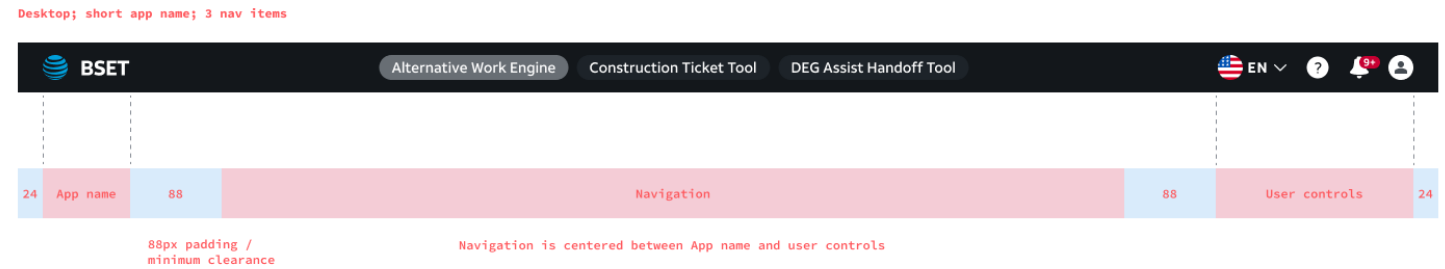 Desktop; short app name; 3 nav items
BSET Alternative Work Engine Construction Ticket Tool DEG Assist Handoff Tool EN ? 9+
24 App name 88 Navigation 88 User controls 24
88px padding /
minimum clearance
Navigation is centered between App name and user controls